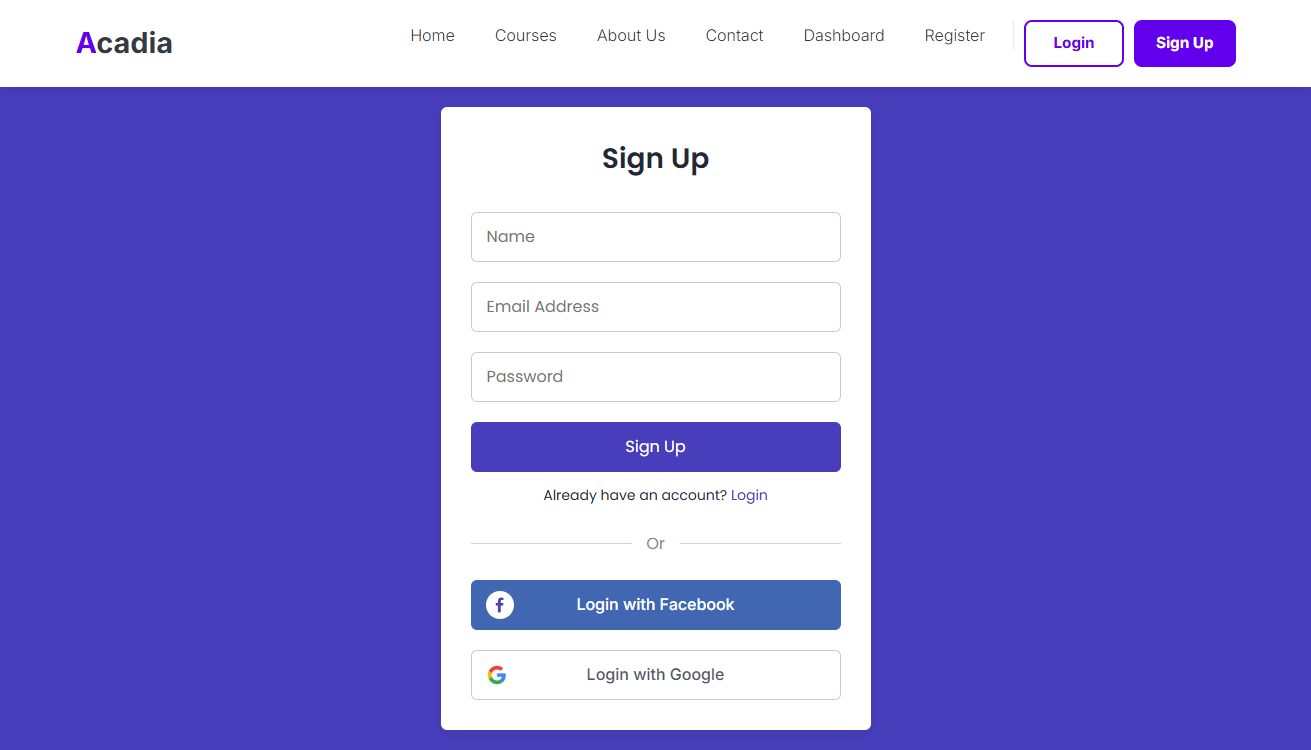 Acadia
Home Courses About Us Contact Dashboard Register Login Sign Up
Sign Up
Name
Email Address
Password
Sign Up
Already have an account? Login
Or
Login with Facebook
Login with Google